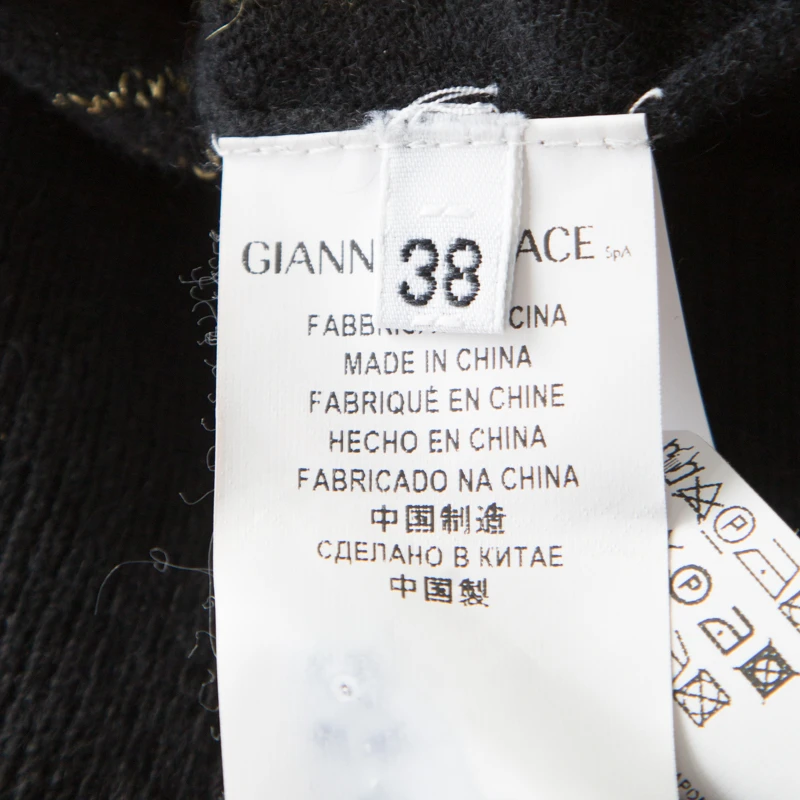 GIANN 38 ACE SpA
FABBRICA CINA
MADE IN CHINA
FABRIQUÉ EN CHINE
HECHO EN CHINA
FABRICADO NA CHINA
中国制造
СДЕЛАНО В КИТАЕ
中国製
P
P